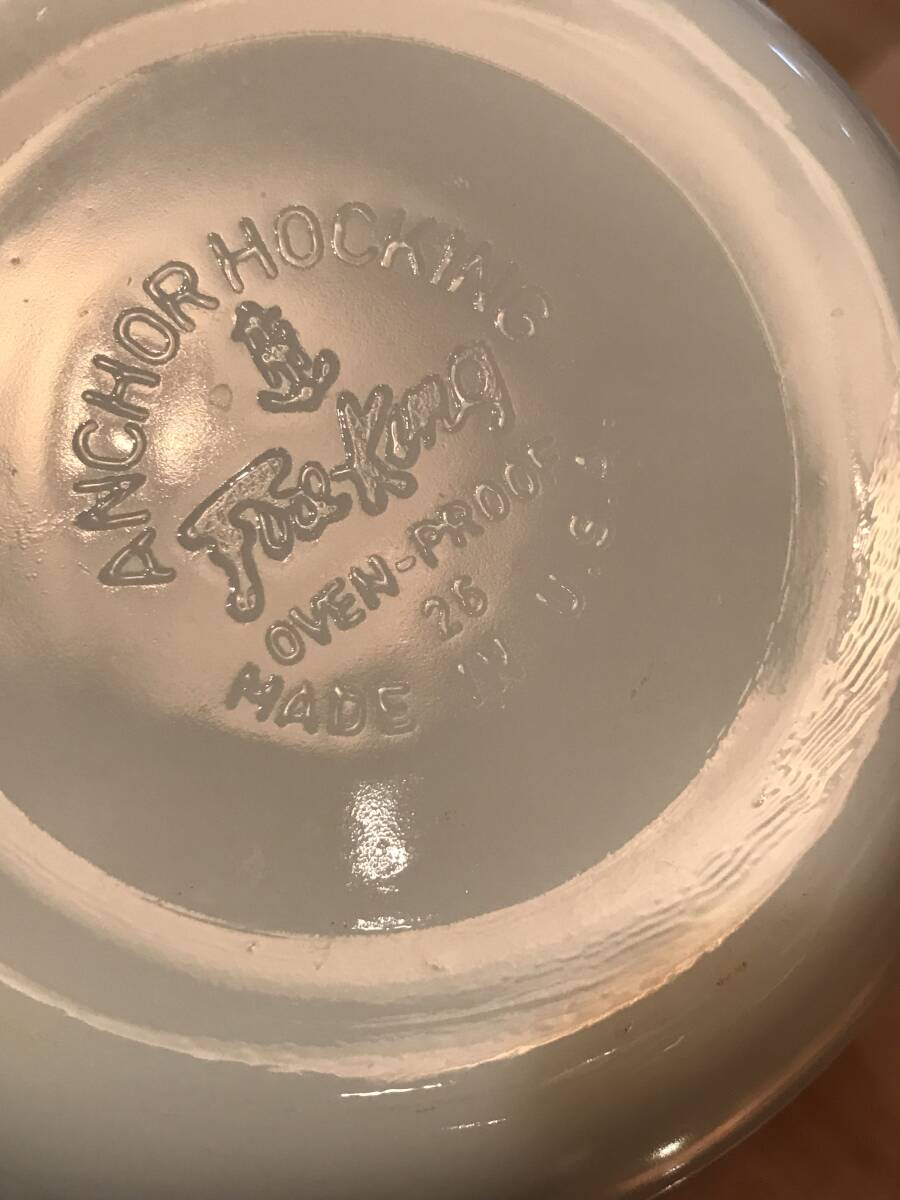 ANCHOR HOCKING
Fire-King
OVEN-PROOF
26
MADE IN U.S.A.